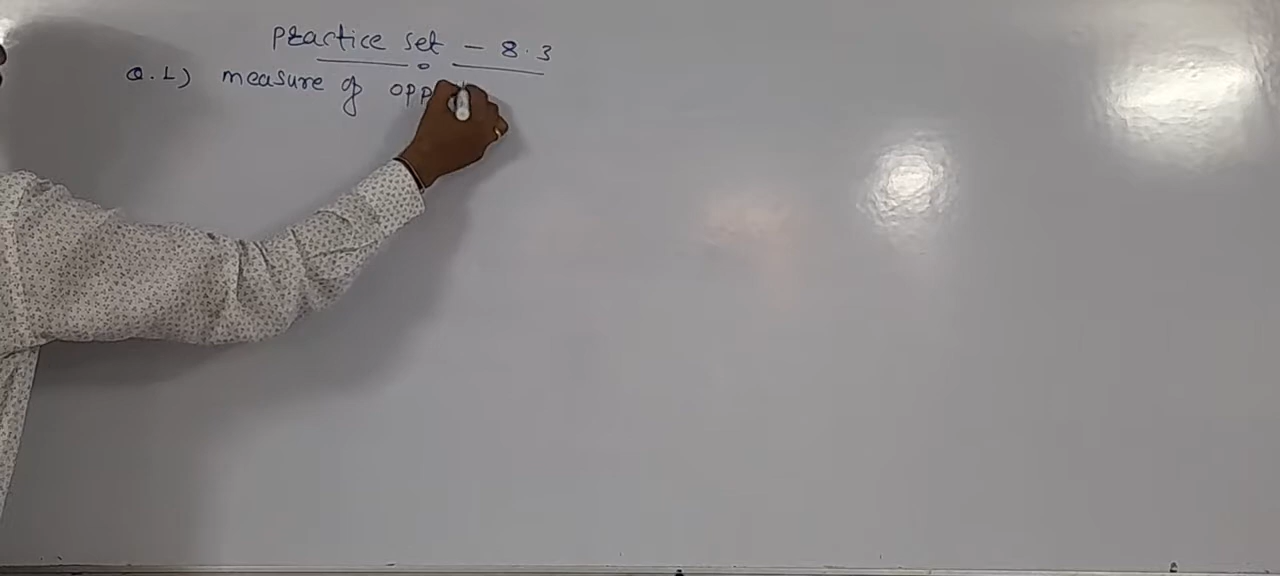 Practice set - 8.3
Q.1) measure of opp